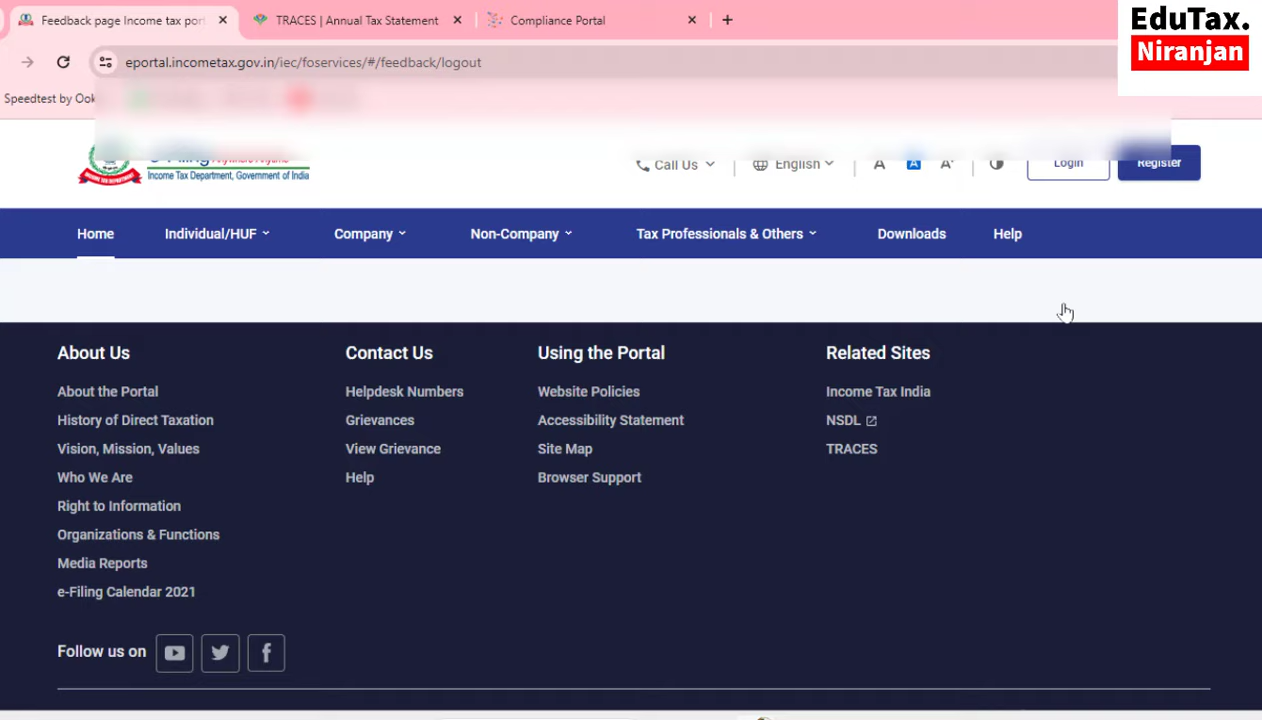 Feedback page Income tax port
TRACES | Annual Tax Statement
Compliance Portal
EduTax.
Niranjan
eportal.incometax.gov.in/iec/foservices/#/feedback/logout
Speedtest by Ook
Income Tax Department, Government of India
Call Us
English
A
A
A+
Login
Register
Home
Individual/HUF
Company
Non-Company
Tax Professionals & Others
Downloads
Help
About Us
About the Portal
History of Direct Taxation
Vision, Mission, Values
Who We Are
Right to Information
Organizations & Functions
Media Reports
e-Filing Calendar 2021
Contact Us
Helpdesk Numbers
Grievances
View Grievance
Help
Using the Portal
Website Policies
Accessibility Statement
Site Map
Browser Support
Related Sites
Income Tax India
NSDL
TRACES
Follow us on